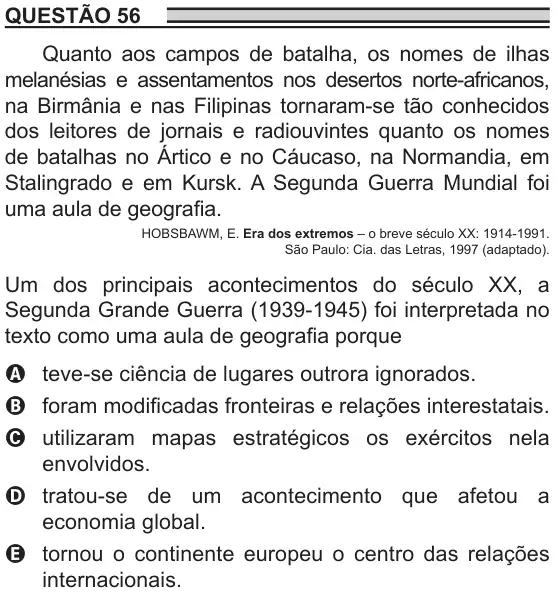 QUESTÃO 56
Quanto aos campos de batalha, os nomes de ilhas
melanésias e assentamentos nos desertos norte-africanos,
na Birmânia e nas Filipinas tornaram-se tão conhecidos
dos leitores de jornais e radiouvintes quanto os nomes
de batalhas no Ártico e no Cáucaso, na Normandia, em
Stalingrado e em Kursk. A Segunda Guerra Mundial foi
uma aula de geografia.
HOBSBAWM, E. Era dos extremos – o breve século XX: 1914-1991.
São Paulo: Cia. das Letras, 1997 (adaptado).
Um dos principais acontecimentos do século XX, a
Segunda Grande Guerra (1939-1945) foi interpretada no
texto como uma aula de geografia porque
A teve-se ciência de lugares outrora ignorados.
B foram modificadas fronteiras e relações interestatais.
C utilizaram mapas estratégicos os exércitos nela
envolvidos.
D tratou-se de um acontecimento que afetou a
economia global.
E tornou o continente europeu o centro das relações
internacionais.